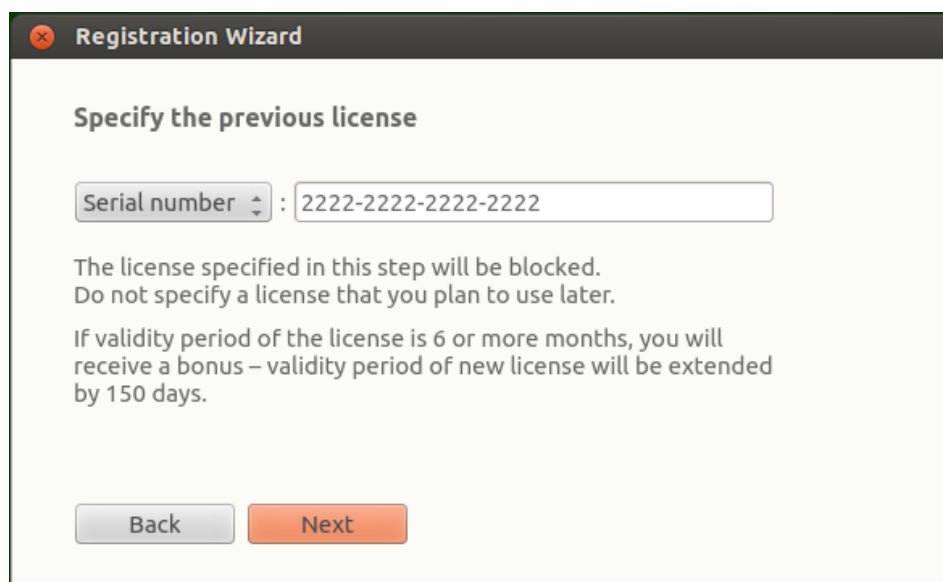 Registration Wizard
Specify the previous license
Serial number : 2222-2222-2222-2222
The license specified in this step will be blocked.
Do not specify a license that you plan to use later.
If validity period of the license is 6 or more months, you will
receive a bonus – validity period of new license will be extended
by 150 days.
Back Next